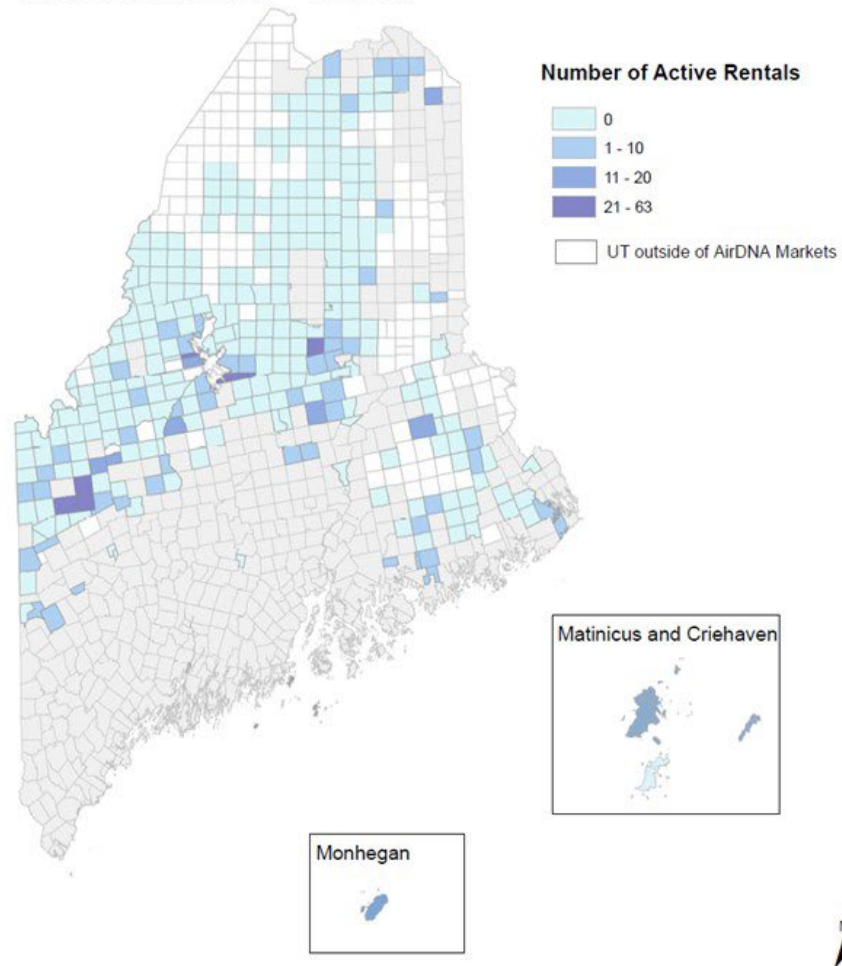 Number of Active Rentals
0
1 - 10
11 - 20
21 - 63
UT outside of AirDNA Markets
Matinicus and Criehaven
Monhegan